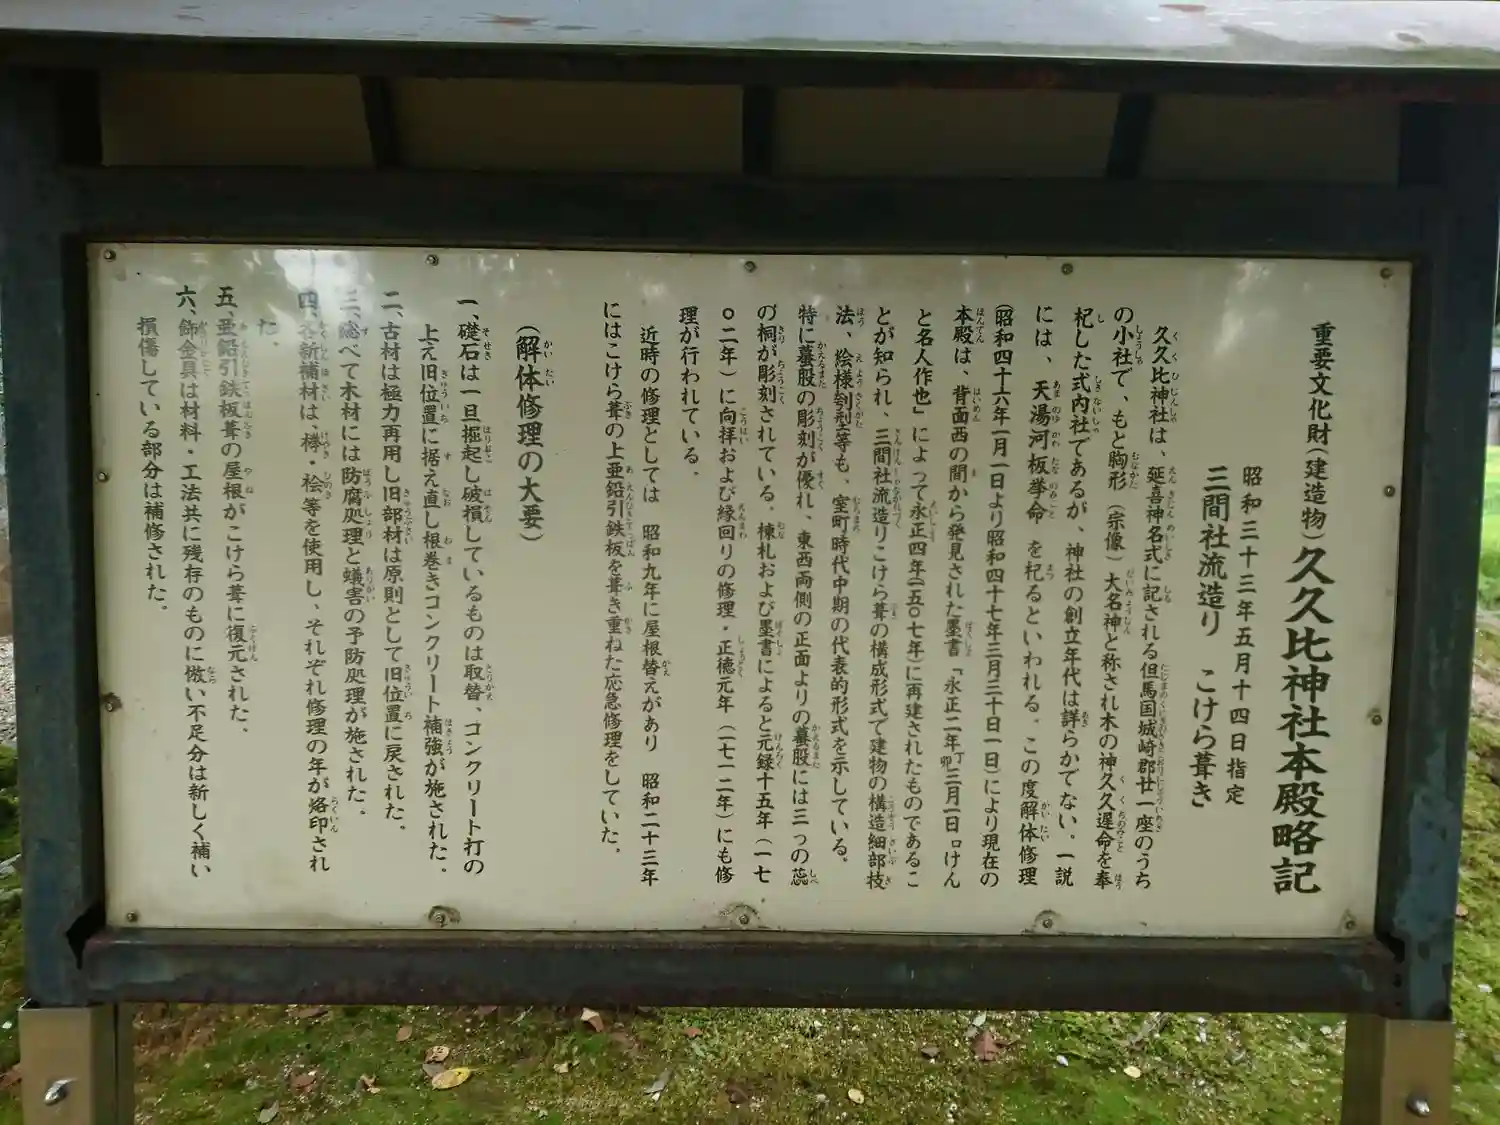 重要文化財(建造物)久久比神社本殿略記
昭和三十三年五月十四日指定
三間社流造り こけら葺き
久久比神社は、延喜神名式に記される但馬国城崎郡廿一座のうち
の小社で、もと胸形(宗像)大名神と称され木の神久久遅命を奉
祀した式内社であるが、神社の創立年代は詳らかでない。一説
には、天湯河板挙命を祀るといわれる。この度解体修理
(昭和四十六年一月一日より昭和四十七年三月三十日)により現在の
本殿は、背面西の間から発見された墨書「永正二年丁卯三月一日ロけん
と名人作也」によって永正四年(一五〇七年)に再建されたものであるこ
とが知られ、三間社流造りこけら葺の構成形式で建物の構造細部技
法、絵様刳型等も、室町時代中期の代表的形式を示している。
特に蟇股の彫刻が優れ、東西両側の正面よりの蟇股には三つの蕊
の桐が彫刻されている。棟札および墨書によると元録十五年(一七
〇二年)に向拝および縁回りの修理・正徳元年(一七一二年)にも修
理が行われている。
近時の修理としては 昭和九年に屋根替えがあり 昭和二十三年
にはこけら葺の上亜鉛引鉄板を葺き重ねた応急修理をしていた。
(解体修理の大要)
一、礎石は一旦掘起し破損しているものは取替、コンクリート打の
上え旧位置に据え直し根巻きコンクリート補強が施された。
二、古材は極力再用し旧部材は原則として旧位置に戻された。
三、総べて木材には防腐処理と蟻害の予防処理が施された。
四、各新補材は、欅・桧等を使用し、それぞれ修理の年が烙印され
た。
五、亜鉛引鉄板葺の屋根がこけら葺に復元された。
六、飾金具は材料・工法共に残存のものに倣い不足分は新しく補い
損傷している部分は補修された。